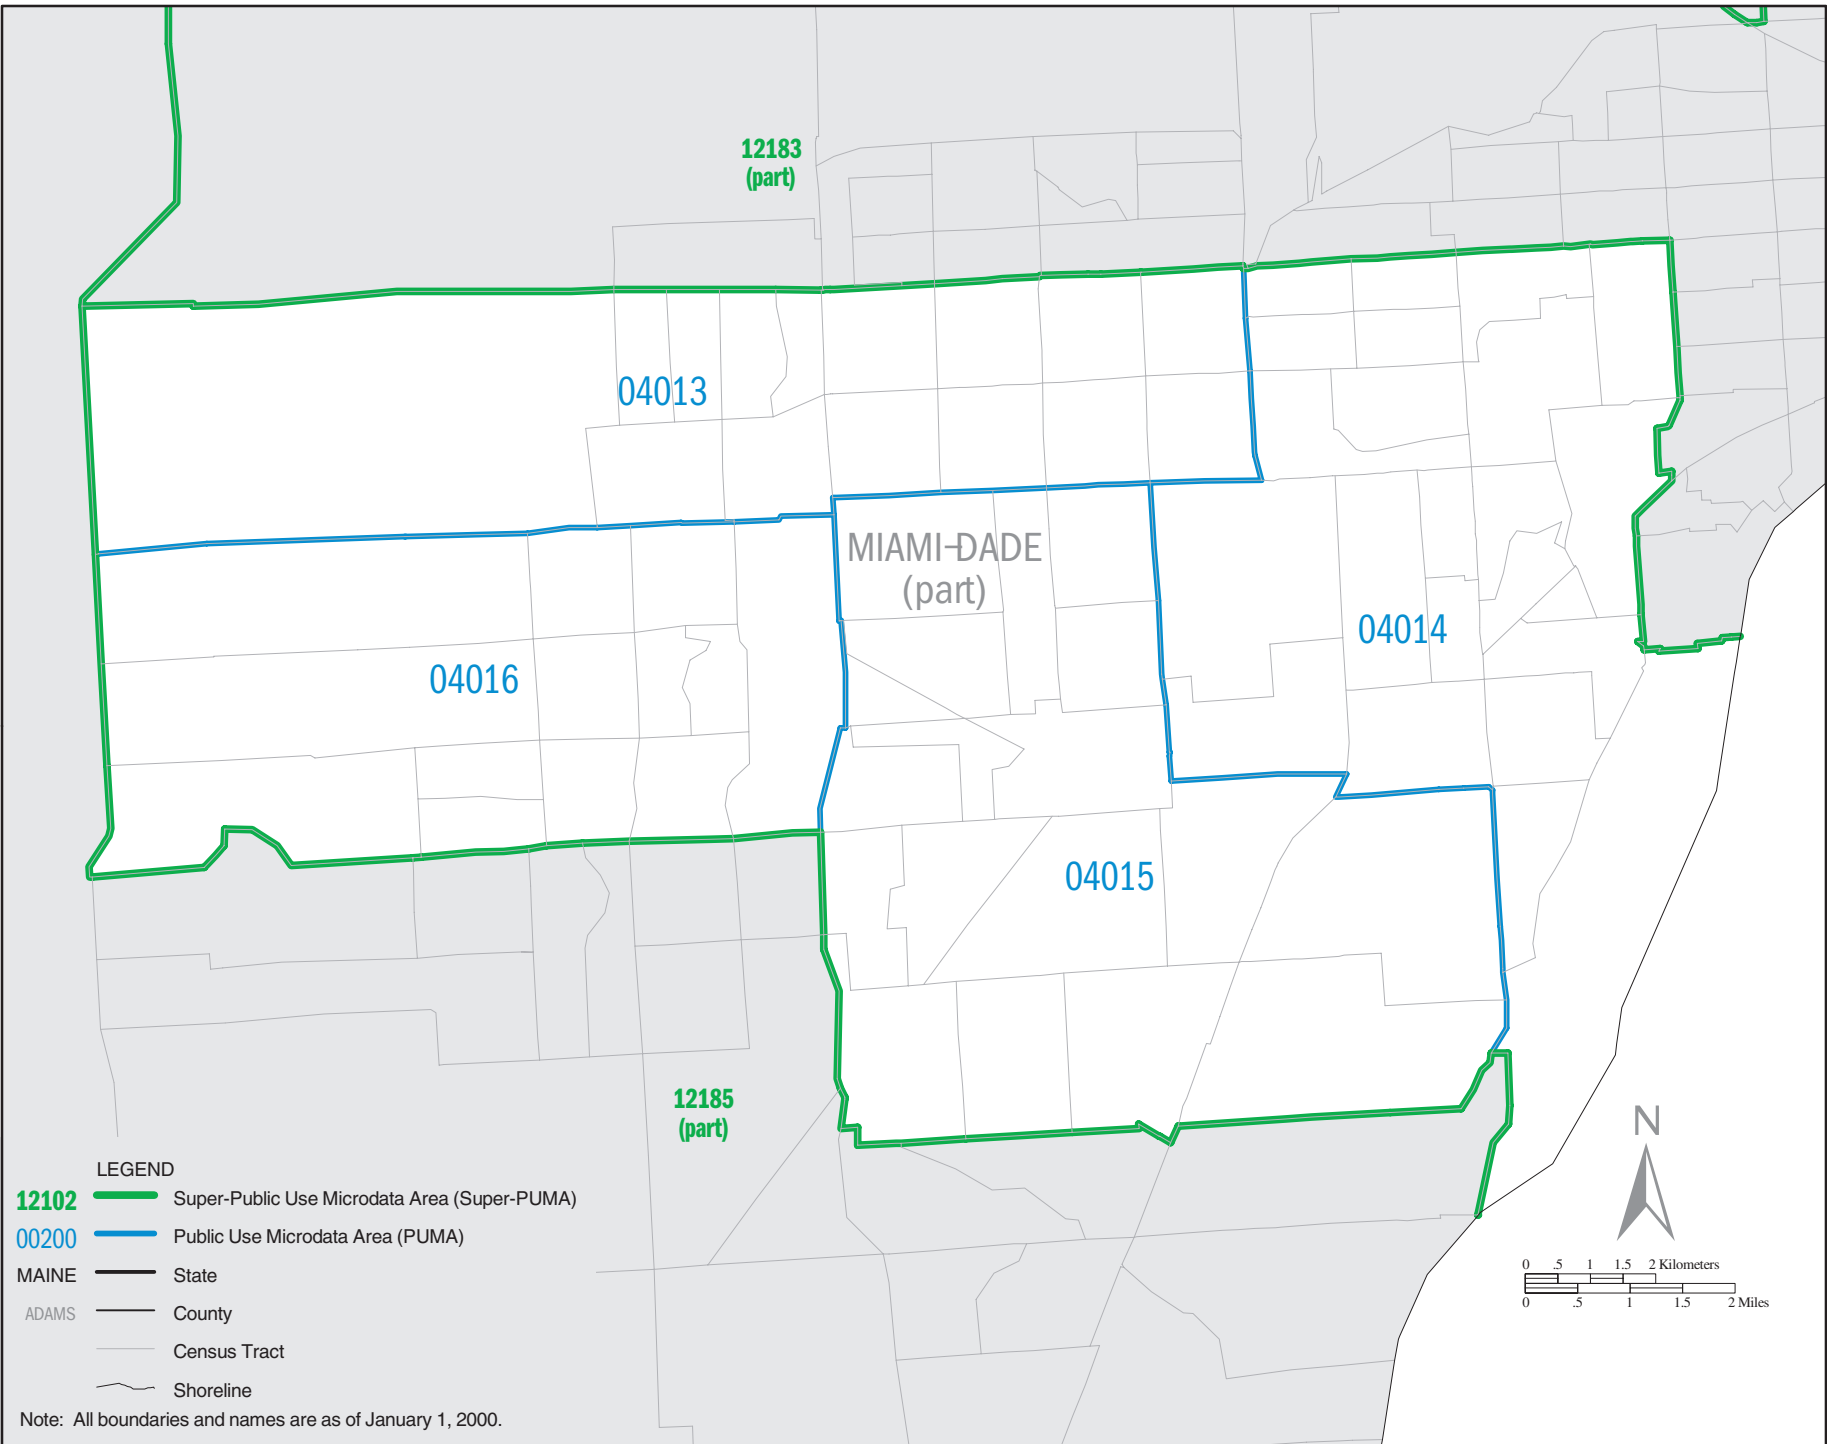 12183
(part)
04013
MIAMI-DADE
(part)
04014
04016
04015
12185
(part)
N
0 .5 1 1.5 2 Kilometers
0 .5 1 1.5 2 Miles
LEGEND
12102 Super-Public Use Microdata Area (Super-PUMA)
00200 Public Use Microdata Area (PUMA)
MAINE State
ADAMS County
Census Tract
Shoreline
Note: All boundaries and names are as of January 1, 2000.